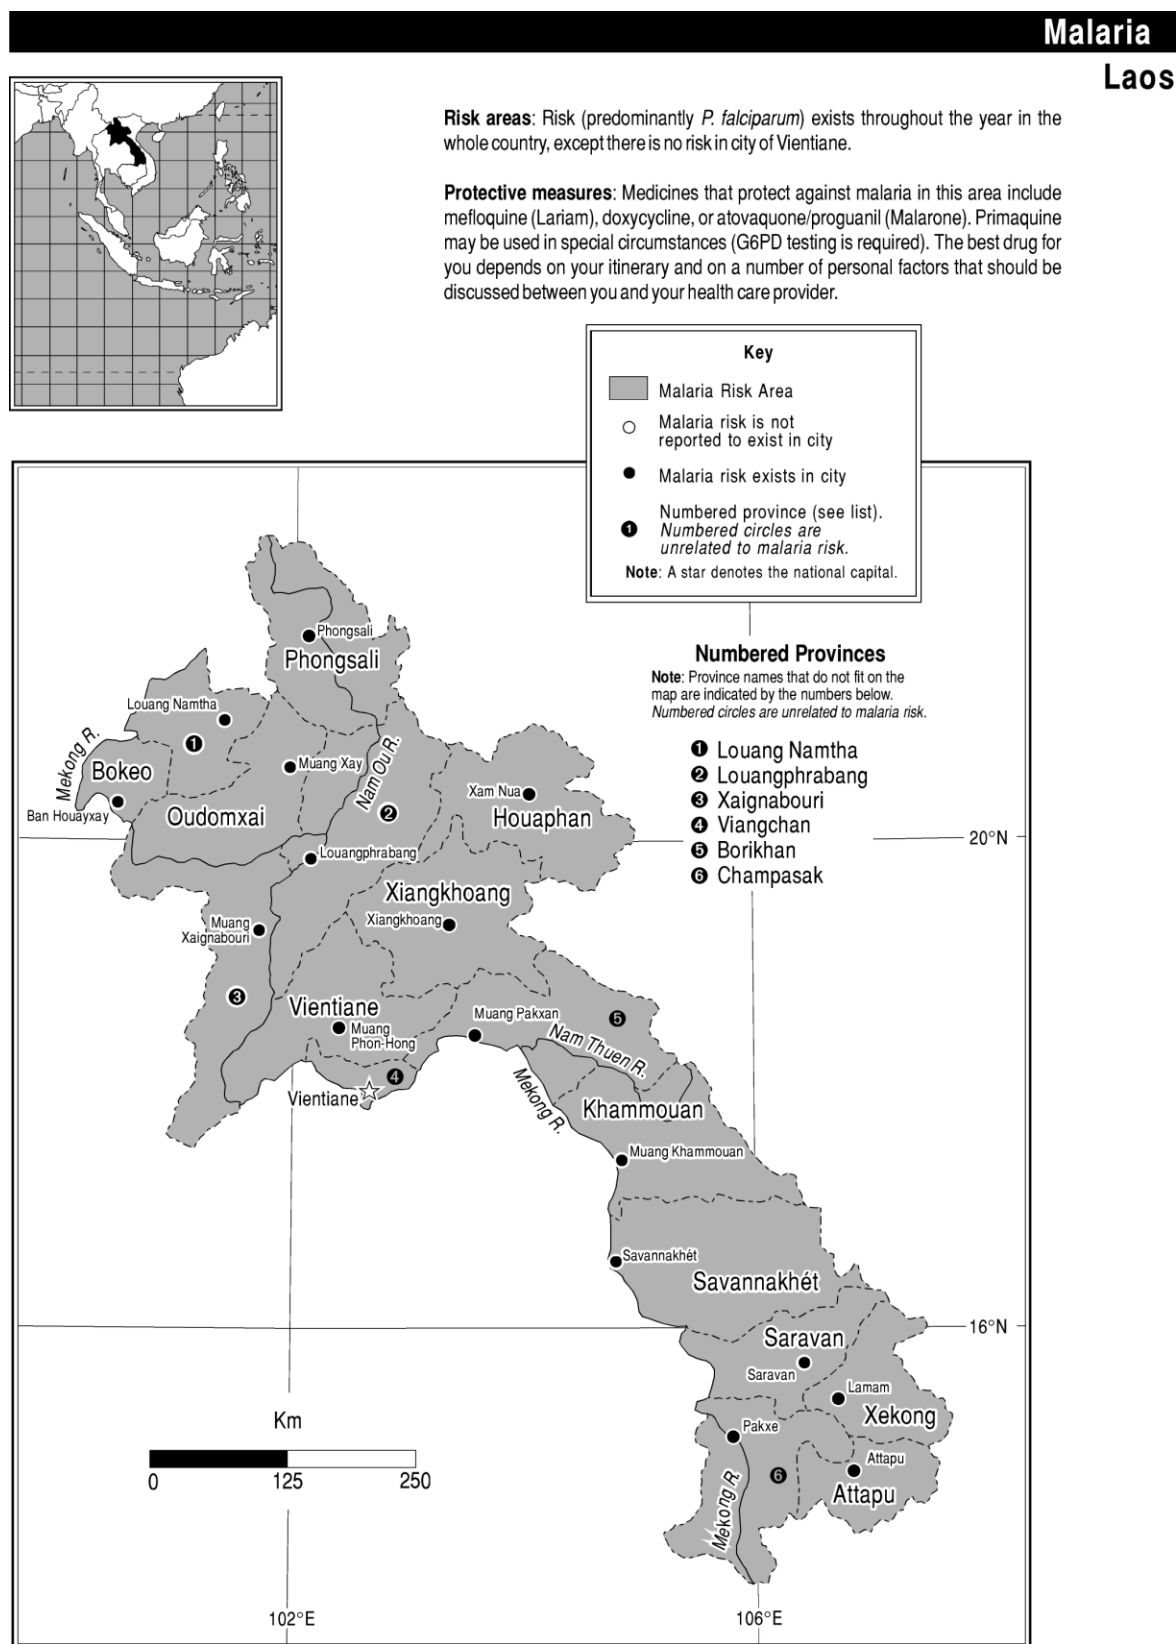 Malaria
Laos
Risk areas: Risk (predominantly P. falciparum) exists throughout the year in the
whole country, except there is no risk in city of Vientiane.
Protective measures: Medicines that protect against malaria in this area include
mefloquine (Lariam), doxycycline, or atovaquone/proguanil (Malarone). Primaquine
may be used in special circumstances (G6PD testing is required). The best drug for
you depends on your itinerary and on a number of personal factors that should be
discussed between you and your health care provider.
Key
Malaria Risk Area
Malaria risk is not
reported to exist in city
Malaria risk exists in city
1
Numbered province (see list).
Numbered circles are
unrelated to malaria risk.
Note: A star denotes the national capital.
Numbered Provinces
Note: Province names that do not fit on the
map are indicated by the numbers below.
Numbered circles are unrelated to malaria risk.
1 Louang Namtha
2 Louangphrabang
3 Xaignabouri
4 Viangchan
5 Borikhan
6 Champasak
Phongsali
Phongsali
Louang Namtha
1
Mekong R.
Bokeo
Ban Houayxay
Muang Xay
Nam Ou R.
Oudomxai
2
Xam Nua
Houaphan
20°N
Louangphrabang
Xiangkhoang
Xiangkhoang
Muang
Xaignabouri
3
Vientiane
Muang
Phon-Hong
Muang Pakxan
5
Nam Thuen R.
4
Vientiane
Mekong R.
Khammouan
Muang Khammouan
Savannakhét
Savannakhét
16°N
Saravan
Saravan
Lamam
Xekong
Pakxe
Attapu
6
Attapu
Mekong R.
Km
0
125
250
102°E
106°E